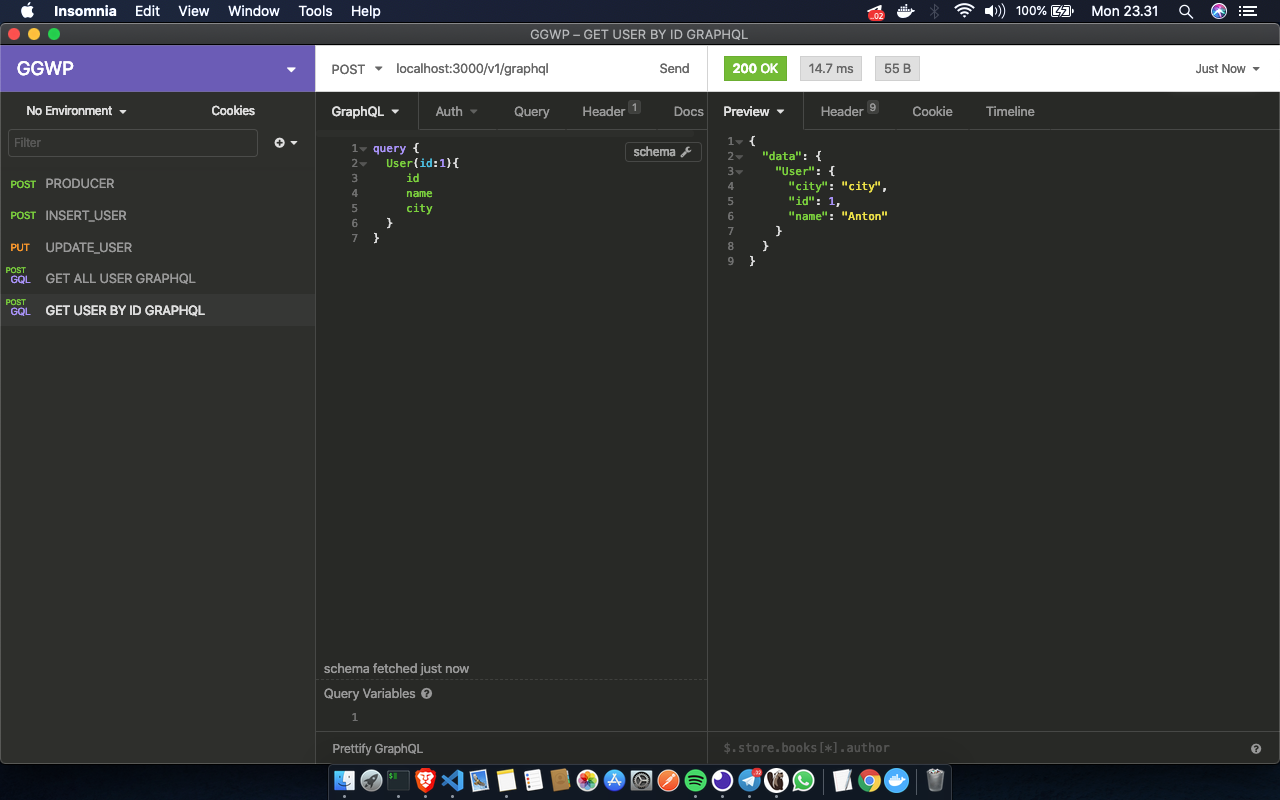 Insomnia Edit View Window Tools Help 100% Mon 23.31
GGWP – GET USER BY ID GRAPHQL
GGWP
POST localhost:3000/v1/graphql Send
200 OK 14.7 ms 55 B Just Now
No Environment Cookies
GraphQL Auth Query Header 1 Docs
Preview Header 9 Cookie Timeline
Filter
POST PRODUCER
POST INSERT_USER
PUT UPDATE_USER
POST GQL GET ALL USER GRAPHQL
POST GQL GET USER BY ID GRAPHQL
schema
1 query {
2 User(id:1){
3 id
4 name
5 city
6 }
7 }
1 {
2 "data": {
3 "User": {
4 "city": "city",
5 "id": 1,
6 "name": "Anton"
7 }
8 }
9 }
schema fetched just now
Query Variables ?
1
Prettify GraphQL
$.store.books[*].author ?